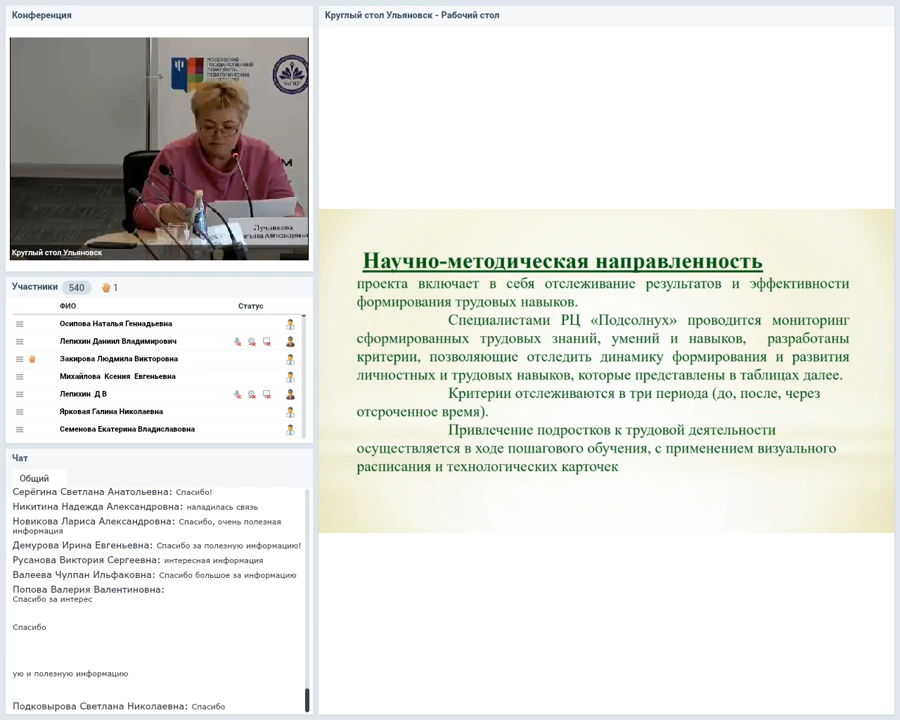 Конференция
МОСКОВСКИЙ
ГОСУДАРСТВЕННЫЙ
ПСИХОЛОГО-
ПЕДАГОГИЧЕСКИЙ
Лучникова
Круглый стол Ульяновск
Участники 540 1
ФИО Статус
Осипова Наталья Геннадьевна
Лепихин Даниил Владимирович
Закирова Людмила Викторовна
Михайлова Ксения Евгеньевна
Лепихин Д В
Ярковая Галина Николаевна
Семенова Екатерина Владиславовна
Чат
Общий
Серёгина Светлана Анатольевна: Спасибо!
Никитина Надежда Александровна: наладилась связь
Новикова Лариса Александровна: Спасибо, очень полезная
информация
Демурова Ирина Евгеньевна: Спасибо за полезную информацию!
Русанова Виктория Сергеевна: интересная информация
Валеева Чулпан Ильфаковна: Спасибо большое за информацию
Попова Валерия Валентиновна:
Спасибо за интерес
Спасибо
ую и полезную информацию
Подковырова Светлана Николаевна: Спасибо
Круглый стол Ульяновск - Рабочий стол
Научно-методическая направленность
проекта включает в себя отслеживание результатов и эффективности
формирования трудовых навыков.
Специалистами РЦ «Подсолнух» проводится мониторинг
сформированных трудовых знаний, умений и навыков, разработаны
критерии, позволяющие отследить динамику формирования и развития
личностных и трудовых навыков, которые представлены в таблицах далее.
Критерии отслеживаются в три периода (до, после, через
отсроченное время).
Привлечение подростков к трудовой деятельности
осуществляется в ходе пошагового обучения, с применением визуального
расписания и технологических карточек